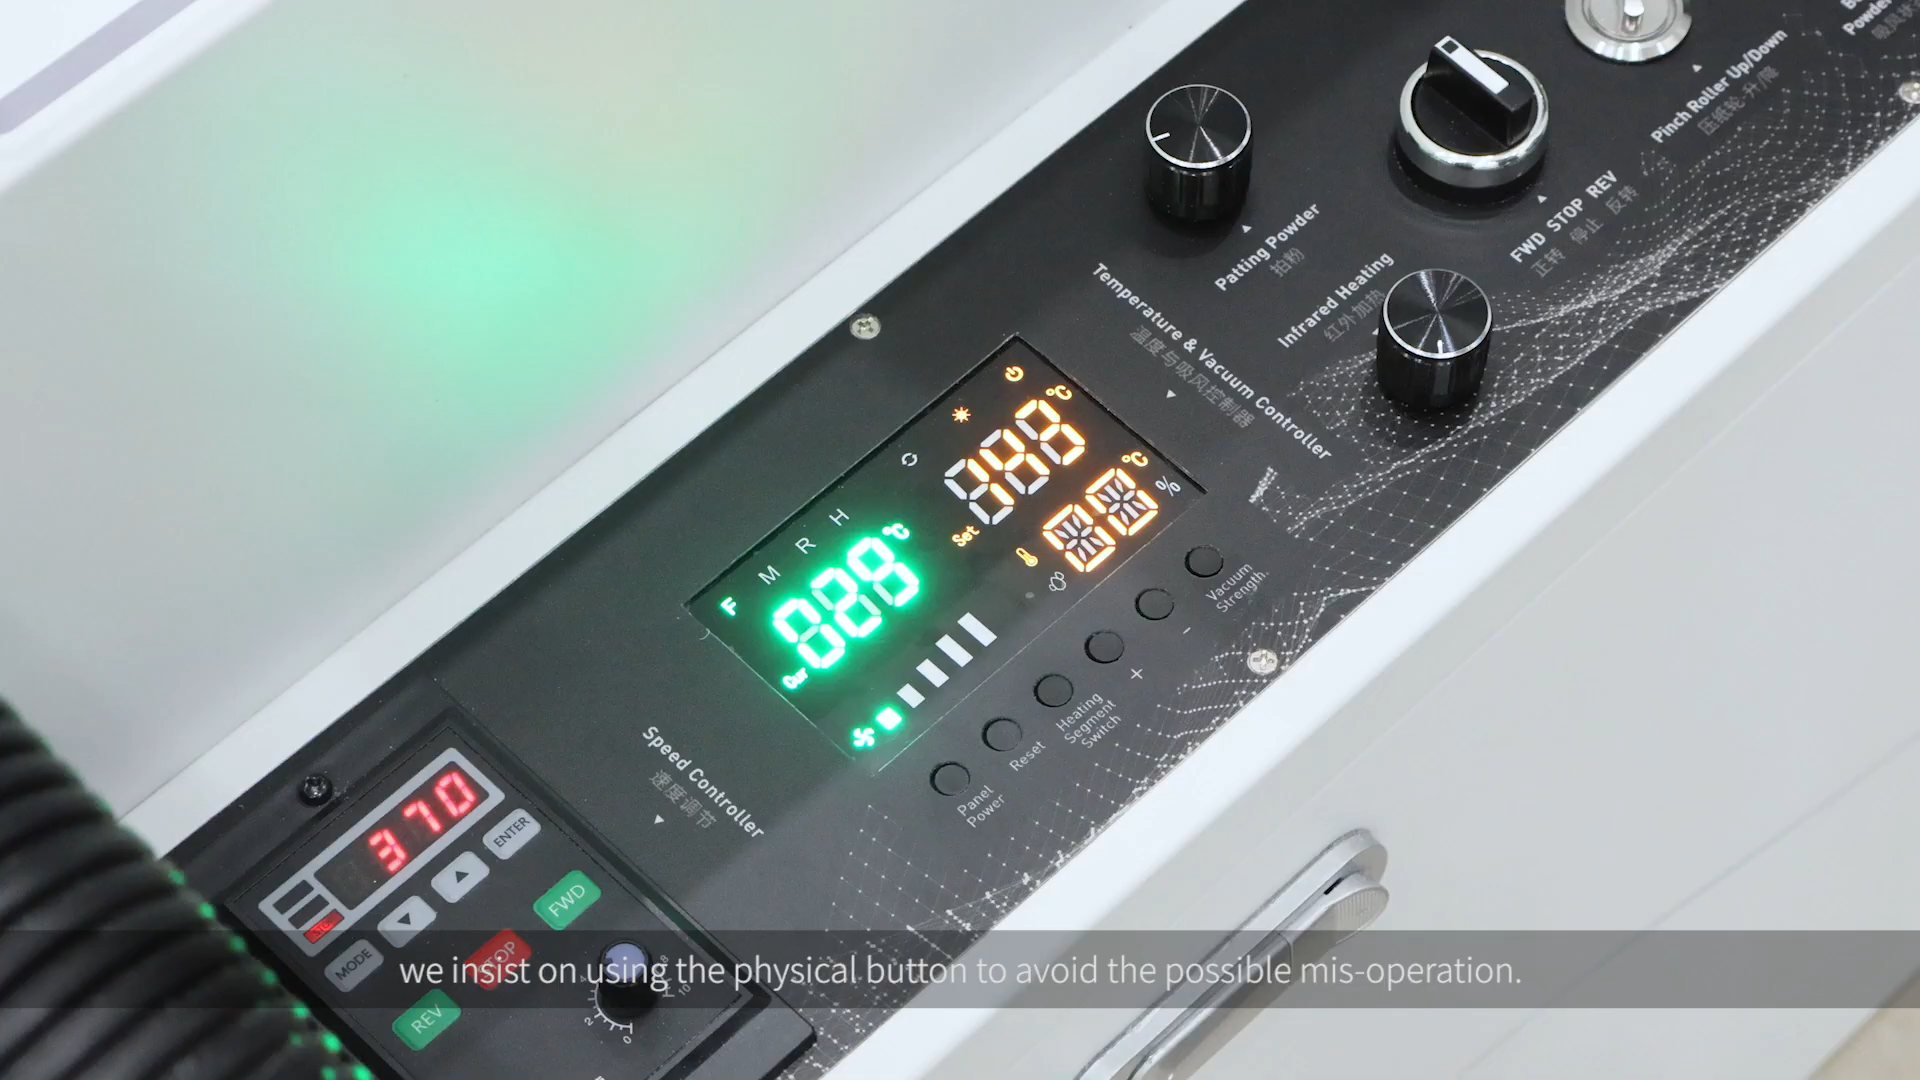 Pinch Roller Up/Down
压纸轮-升/降
FWD STOP REV
正转 停止 反转
Patting Powder
拍粉
Infrared Heating
红外加热
Temperature & Vacuum Controller
温度与吸风控制器
°C
°C
%
Set
H
R
M
F
°C
Cur
Vacuum
Strength
-
+
Heating
Segment
Switch
Reset
Panel
Power
Speed Controller
速度调节
370
ENTER
MODE
FWD
STOP
REV
we insist on using the physical button to avoid the possible mis-operation.